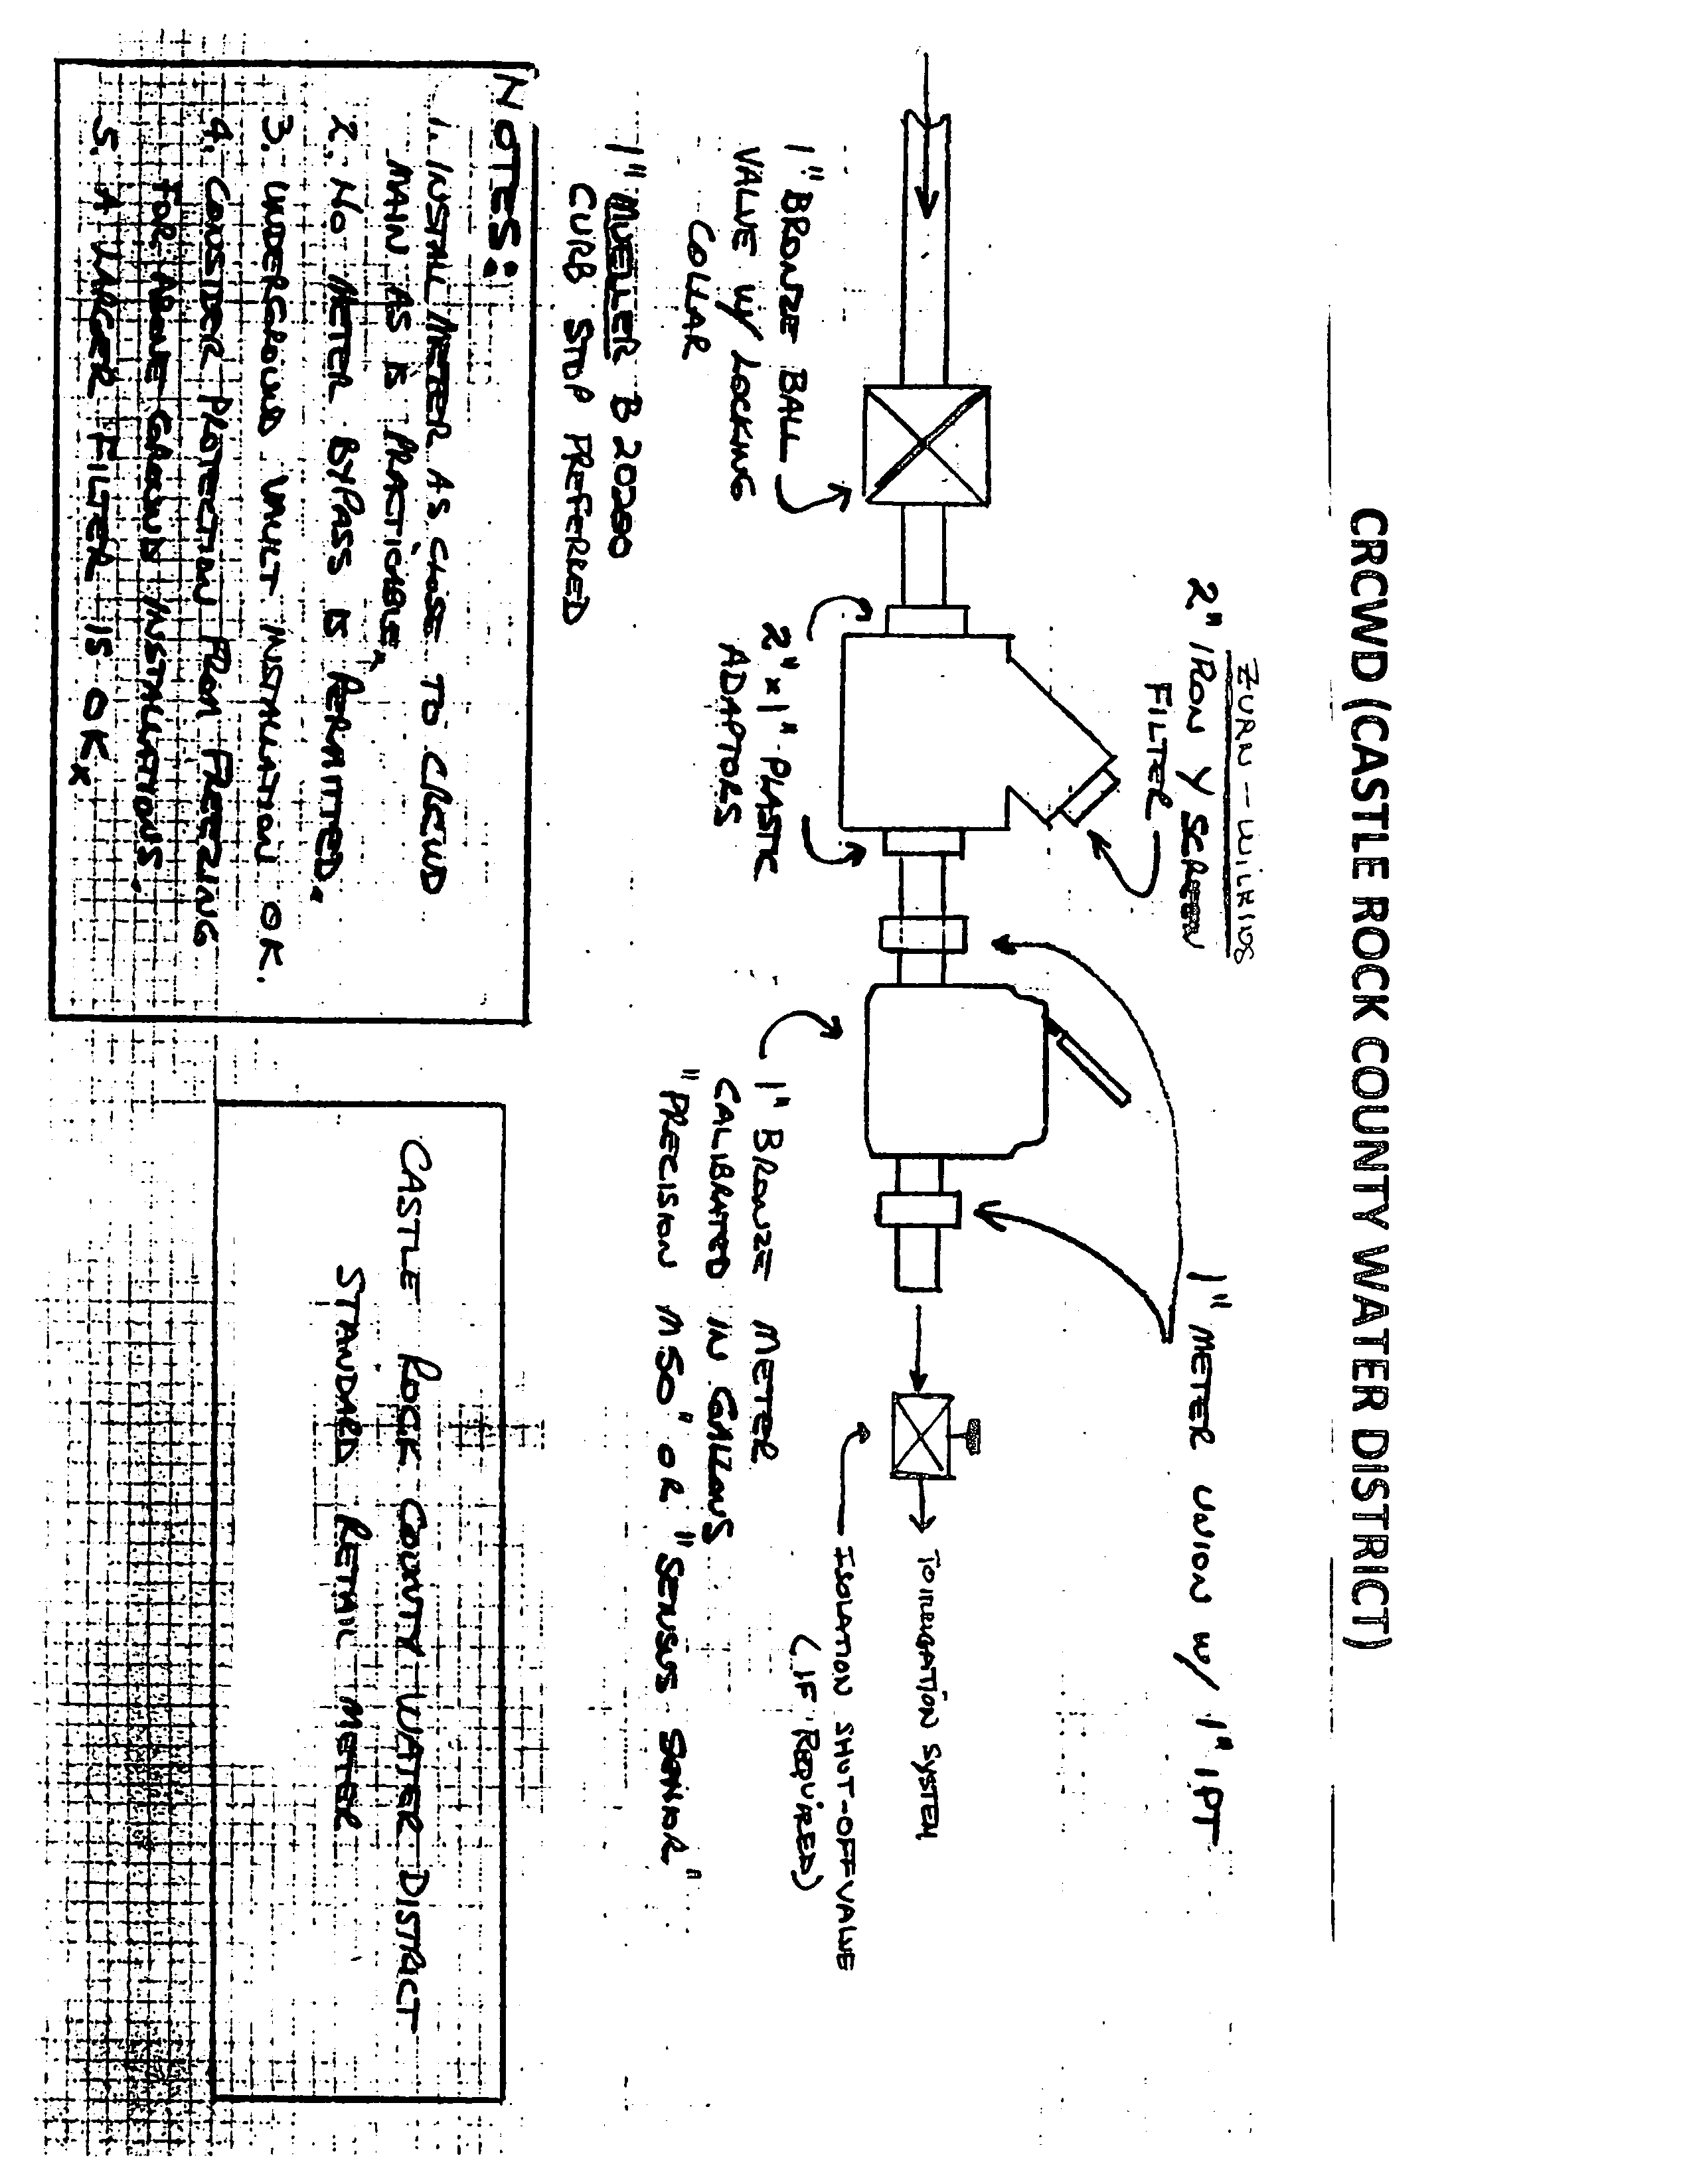 CRCWD (CASTLE ROCK COUNTY WATER DISTRICT)
ZURN - WILKINS
2" IRON Y SCREEN
FILTER
1" METER UNION W/ 1" IPT
TO IRRIGATION SYSTEM
ISOLATION SHUT-OFF VALVE
(IF REQUIRED)
1" BRONZE BALL
VALVE W/ LOCKING
COLLAR
2" x 1" PLASTIC
ADAPTORS
1" BRONZE METER
CALIBRATED IN GALLONS
"PRECISION M50" OR "SENSUS SENIOR"
1" MUELLER B 20200
CURB STOP PREFERRED
NOTES:
1. INSTALL METER AS CLOSE TO CRCWD
MAIN AS IS PRACTICABLE.
2. NO METER BYPASS IS PERMITTED.
3. UNDERGROUND VAULT INSTALLATION OK.
4. CONSIDER PROTECTION FROM FREEZING
FOR ABOVE GROUND INSTALLATIONS.
5. A LARGER FILTER IS OK.
CASTLE ROCK COUNTY WATER DISTRICT
STANDARD RETAIL METER